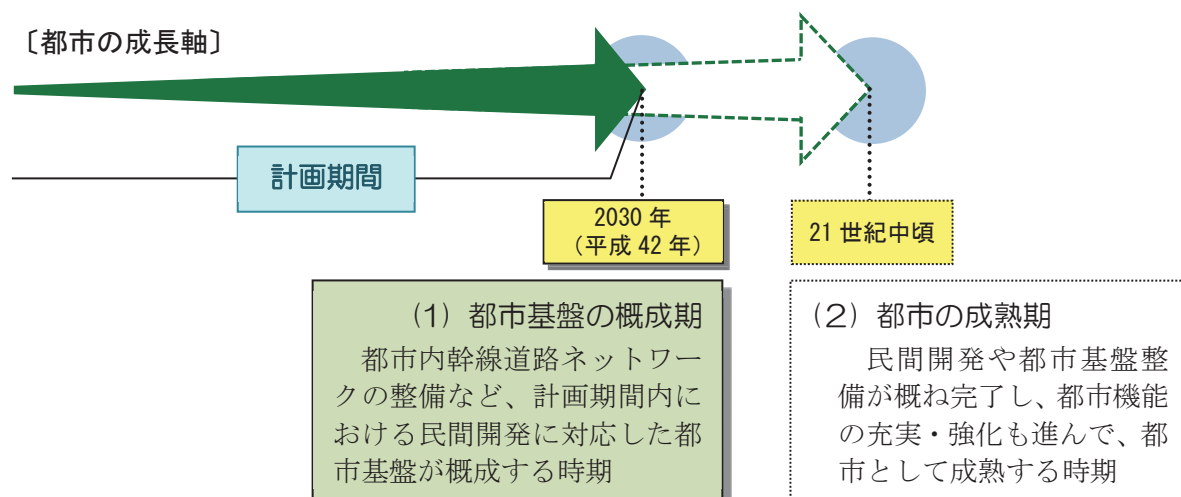 〔都市の成長軸〕
計画期間
2030 年
（平成 42 年）
21 世紀中頃
(1) 都市基盤の概成期
都市内幹線道路ネットワー
クの整備など、計画期間内に
おける民間開発に対応した都
市基盤が概成する時期
(2) 都市の成熟期
民間開発や都市基盤整
備が概ね完了し、都市機能
の充実・強化も進んで、都
市として成熟する時期